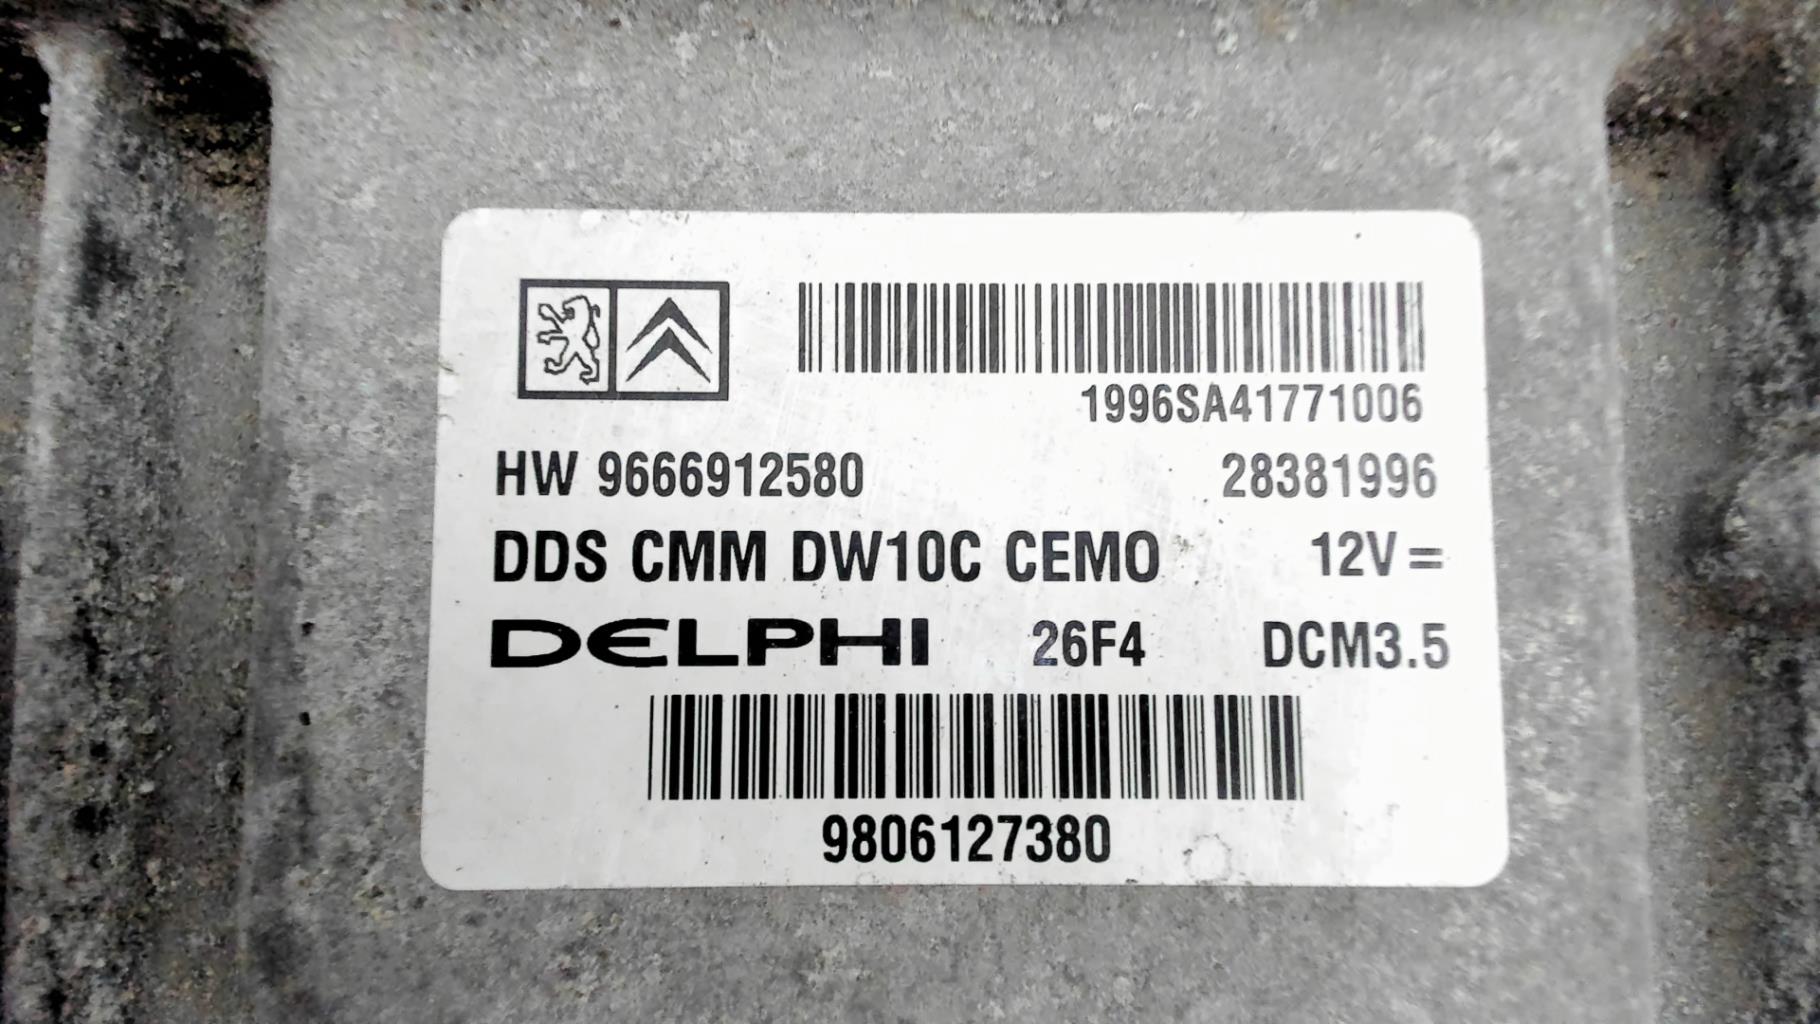 1996SA41771006
HW 9666912580 28381996
DDS CMM DW10C CEMO 12V=
DELPHI 26F4 DCM3.5
9806127380